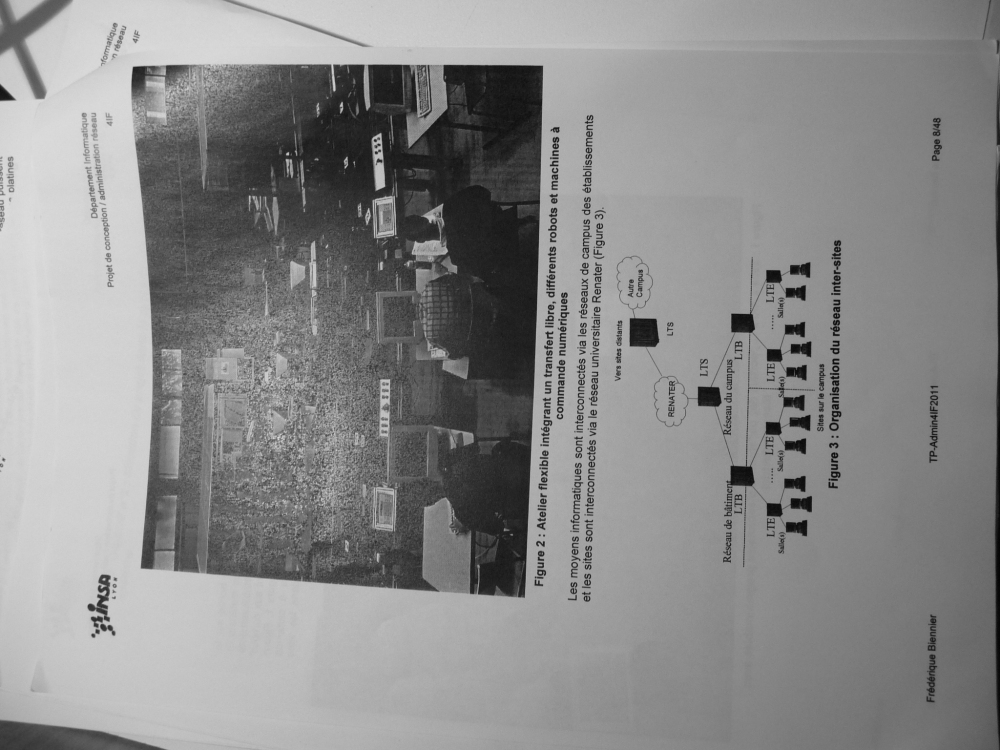 INSA
LYON
Département Informatique
Projet de conception / administration réseau
4IF
Figure 2 : Atelier flexible intégrant un transfert libre, différents robots et machines à
commande numériques
Les moyens informatiques sont interconnectés via les réseaux de campus des établissements
et les sites sont interconnectés via le réseau universitaire Renater (Figure 3).
Vers sites distants
Autre
Campus
LTS
RENATER
LTS
Réseau de bâtiment
Réseau du campus
LTB
LTB
LTE
LTE
LTE
LTE
Salle(s)
.....
Salle(s)
Salle(s)
.....
Salle(s)
Sites sur le campus
Figure 3 : Organisation du réseau inter-sites
Frédérique Biennier
TP-Admin4IF2011
Page 8/48
nformatique
n réseau
4IF
- platines